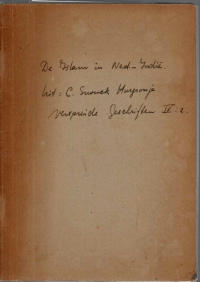 De Islam in Ned-Indië.
Uit: C. Snouck Hurgronje
Verspreide Geschriften IV-2.